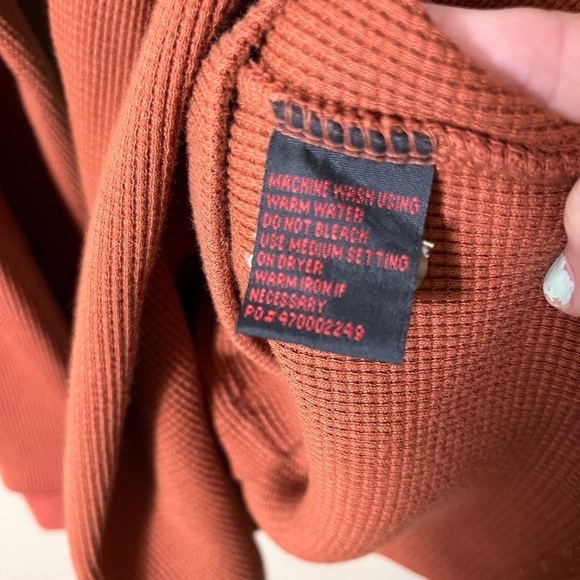 MACHINE WASH USING
WARM WATER
DO NOT BLEACH
USE MEDIUM SETTING
ON DRYER
WARM IRON IF
NECESSARY
PO# 470002249